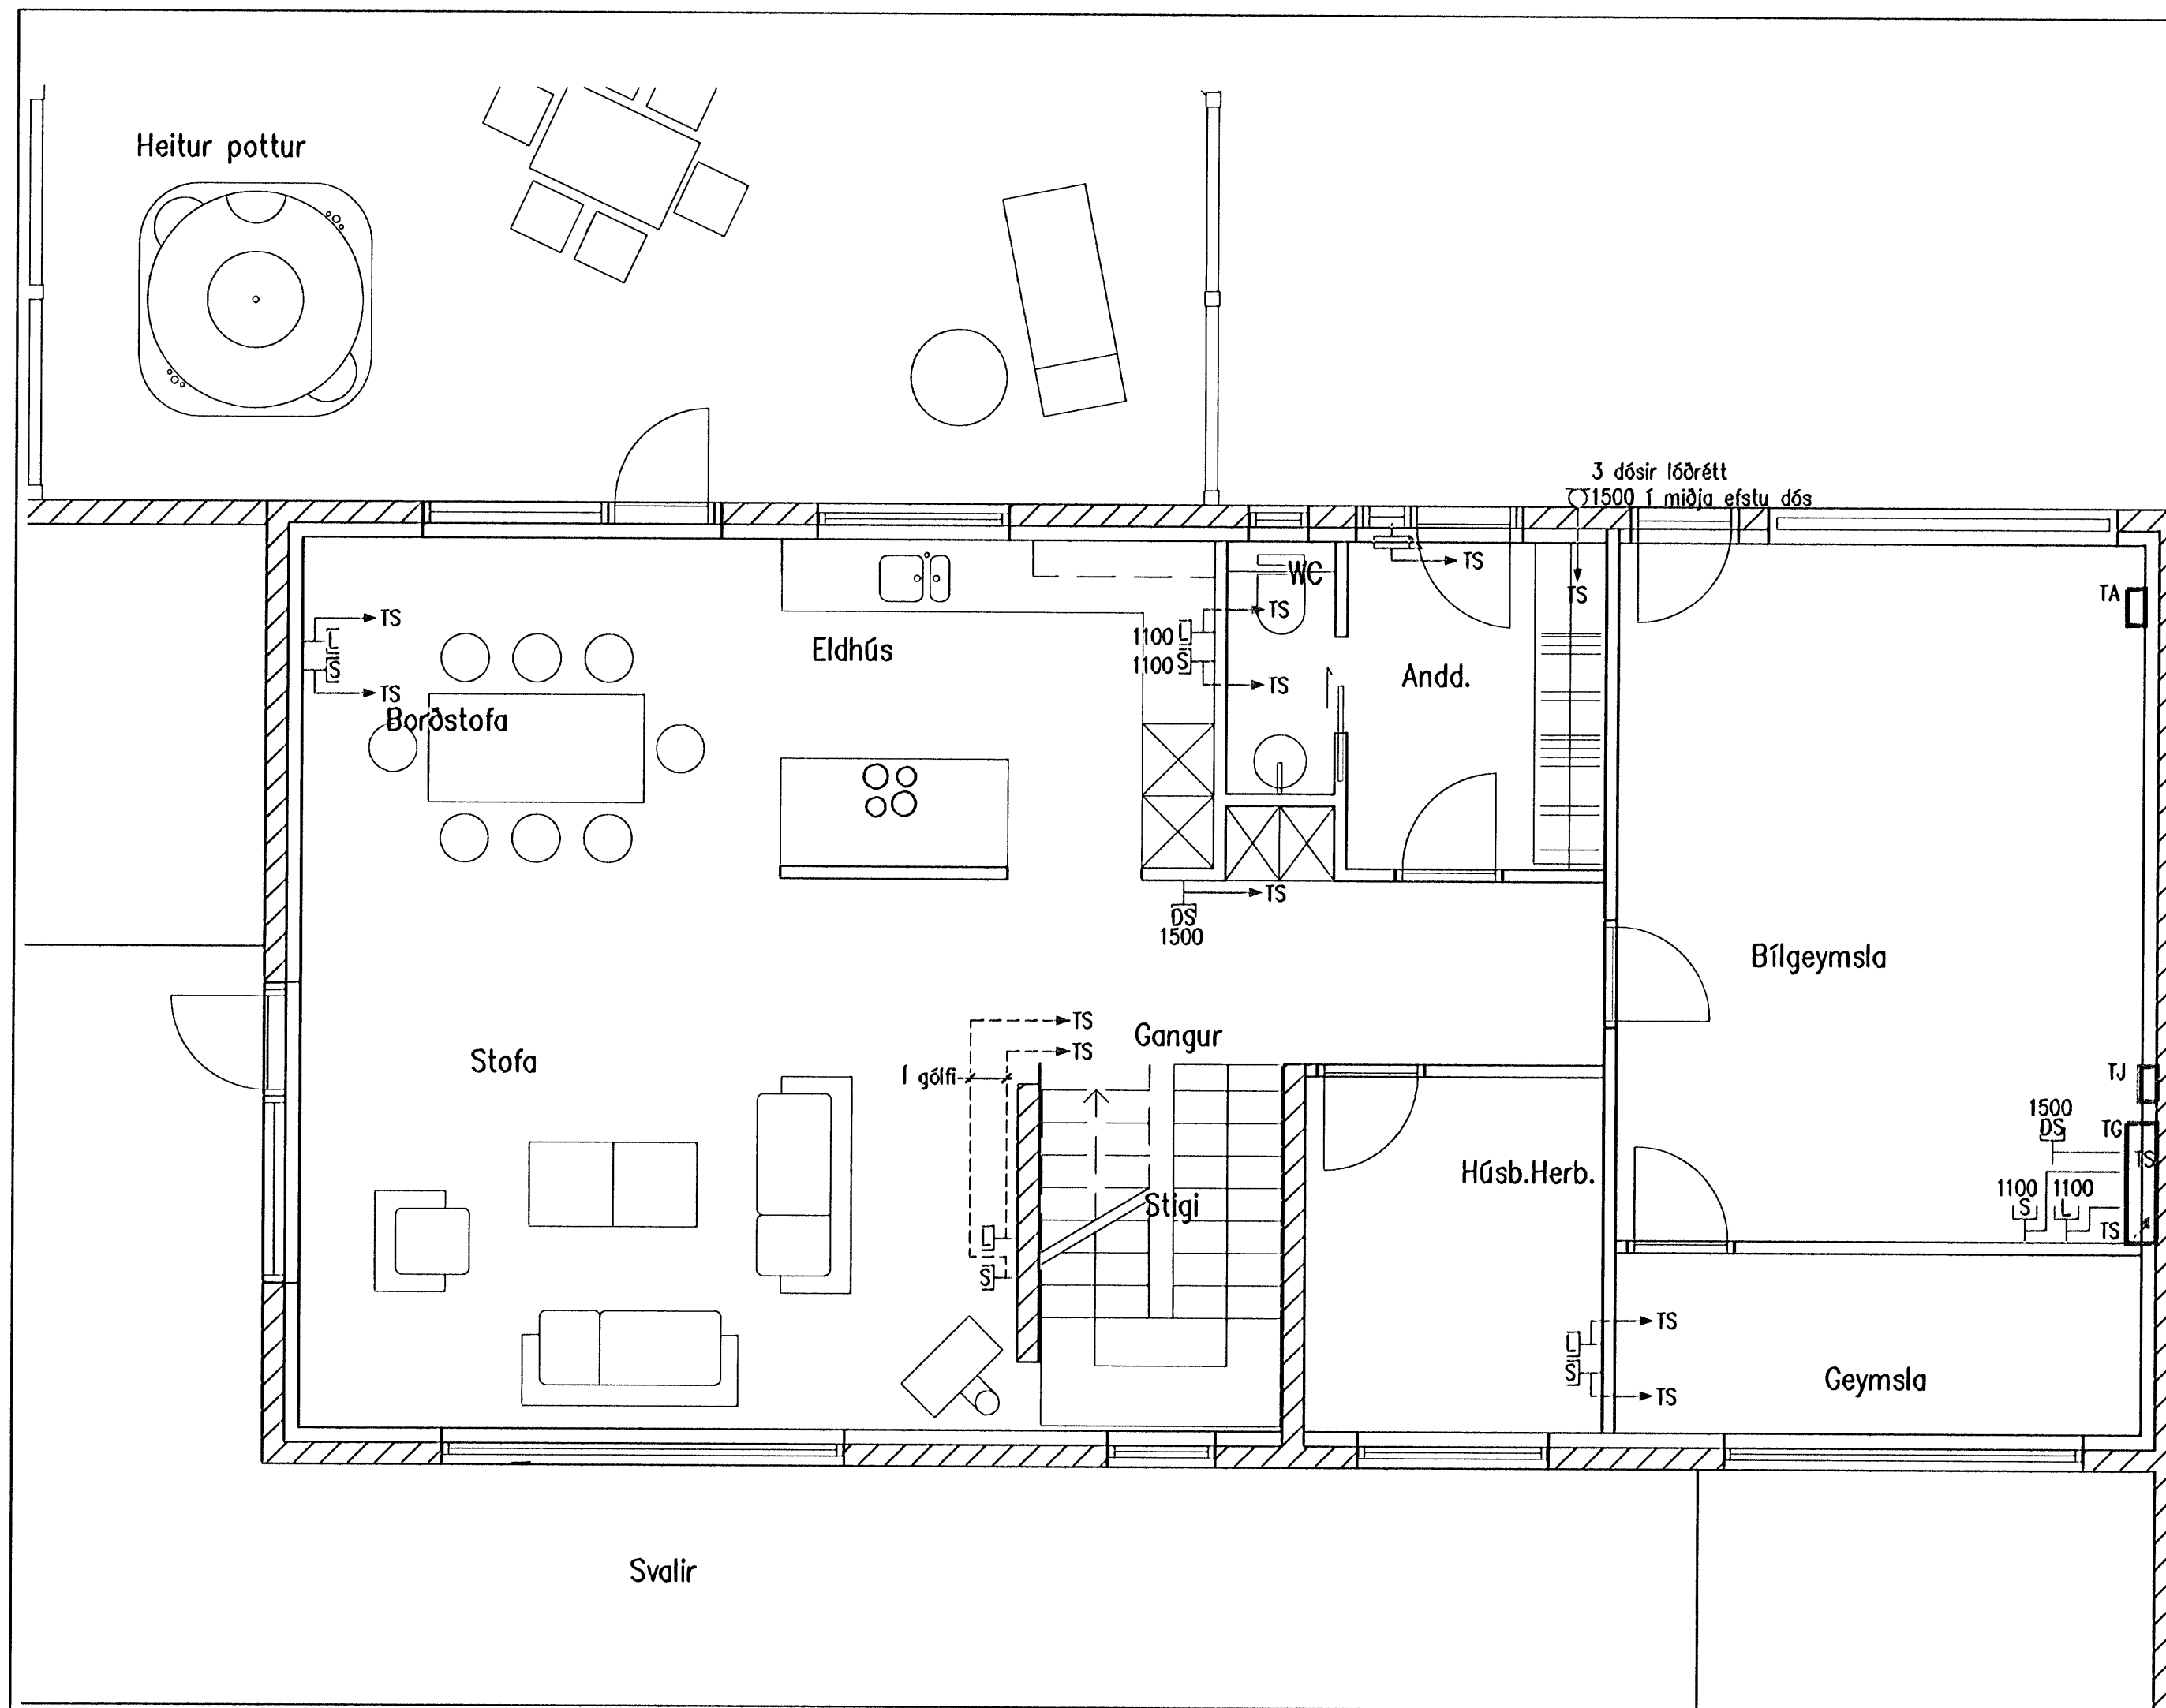 Heitur pottur
3 dósir lóðrétt
1500 í miðja efstu dós
WC
TS
TS
TA
TS
L
S
TS
Borðstofa
Eldhús
1100 L
1100 S
TS
TS
Andd.
TS
DS
1500
Bílgeymsla
TS
TS
Gangur
Stofa
Í gólfi
TJ
1500
DS
TG
TS
Húsb.Herb.
1100
S
1100
L
TS
Stigi
L
S
TS
L
S
TS
Geymsla
Svalir